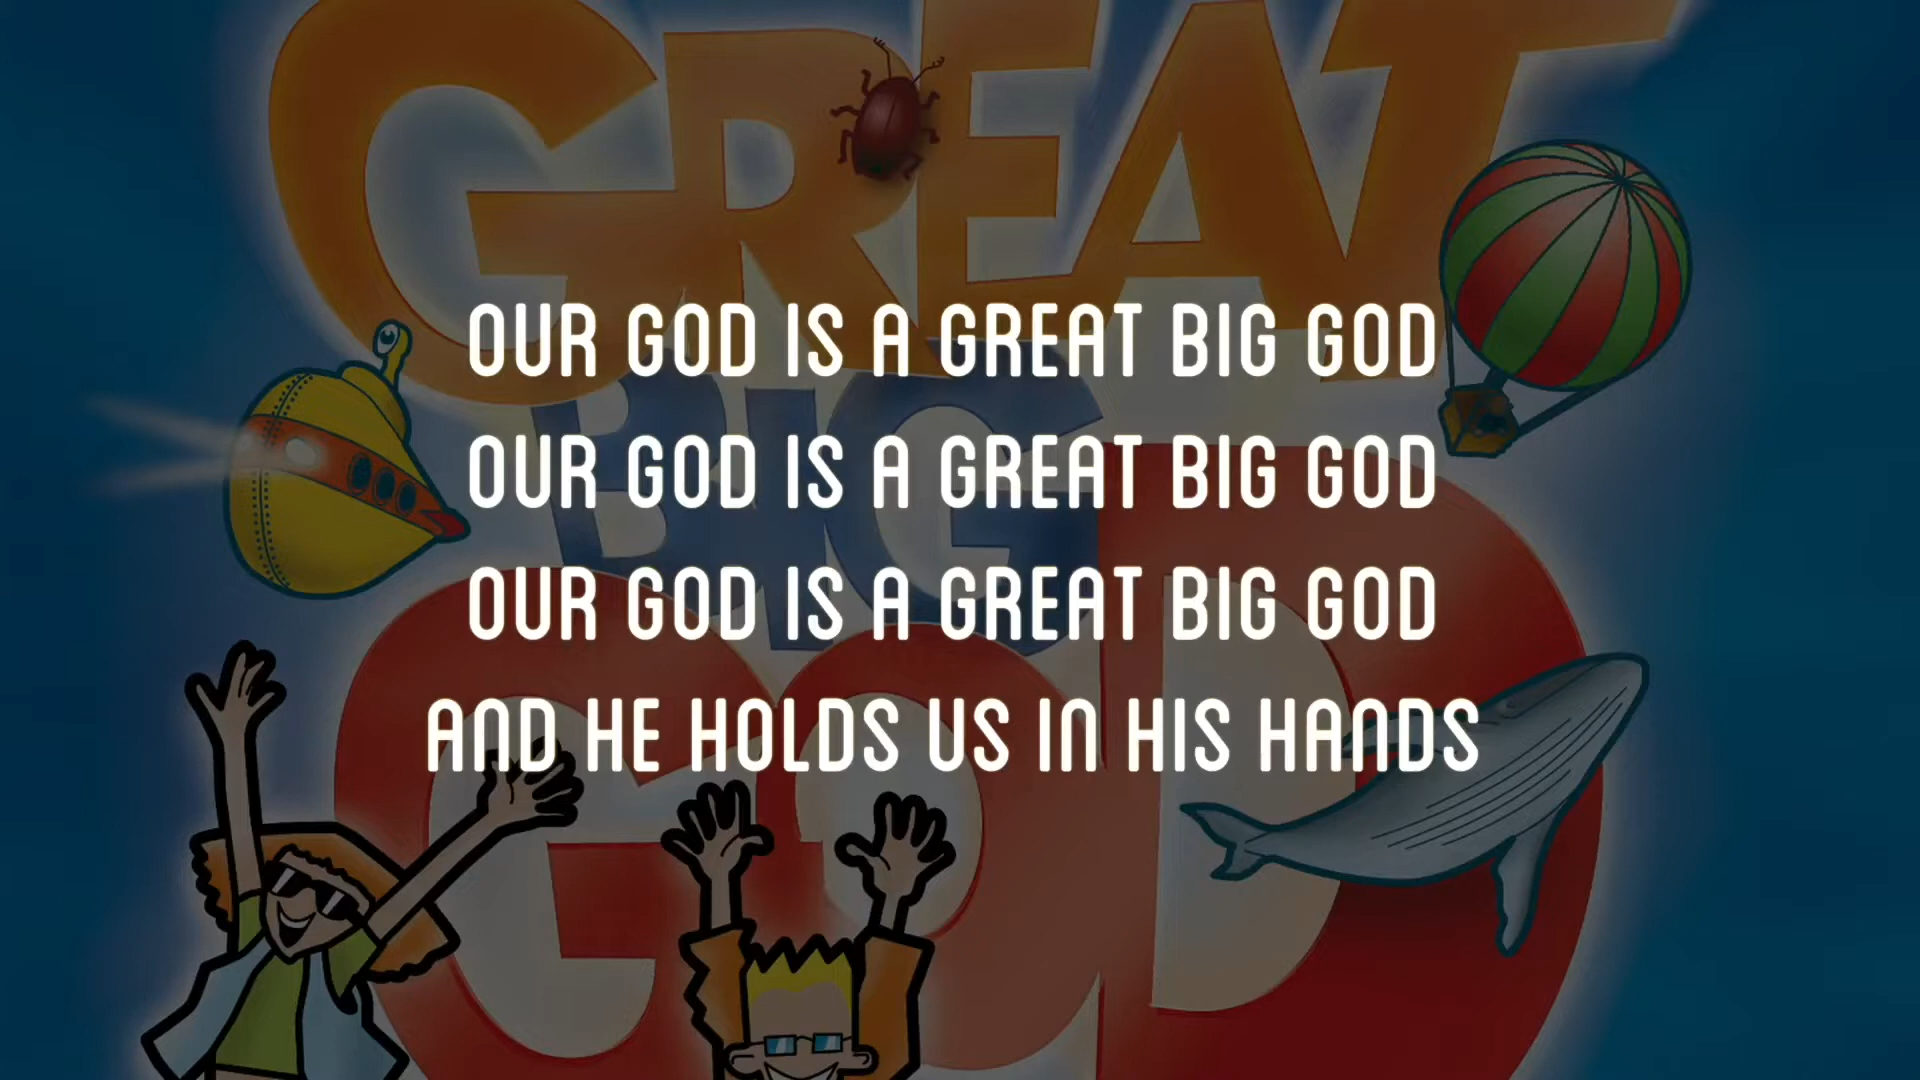 GREAT
BIG
GOD
OUR GOD IS A GREAT BIG GOD
OUR GOD IS A GREAT BIG GOD
OUR GOD IS A GREAT BIG GOD
AND HE HOLDS US IN HIS HANDS